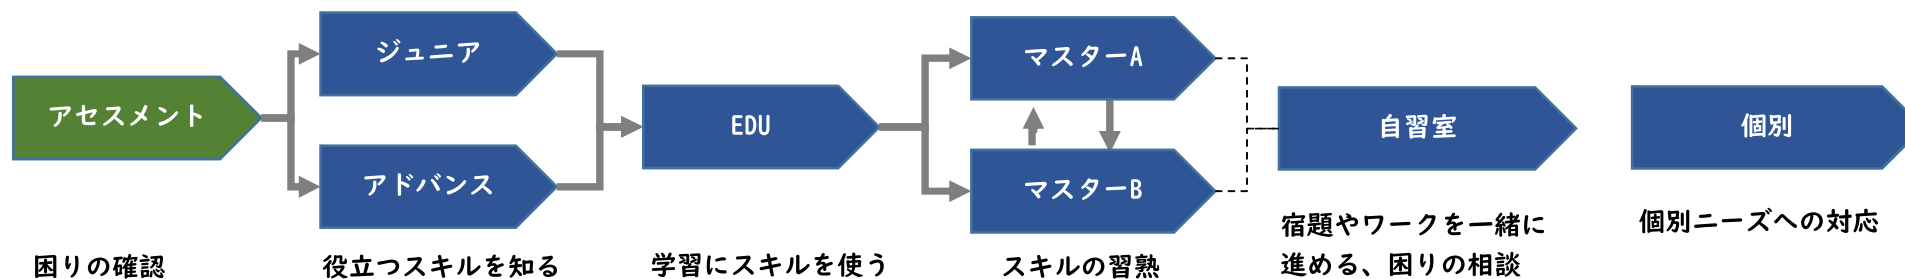 アセスメント
ジュニア
アドバンス
EDU
マスターA
マスターB
自習室
個別
困りの確認
役立つスキルを知る
学習にスキルを使う
スキルの習熟
宿題やワークを一緒に
進める、困りの相談
個別ニーズへの対応